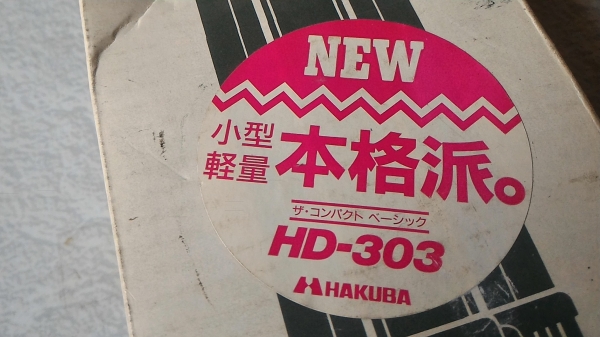 NEW
小型
軽量
本格派。
ザ・コンパクト ベーシック
HD-303
HAKUBA